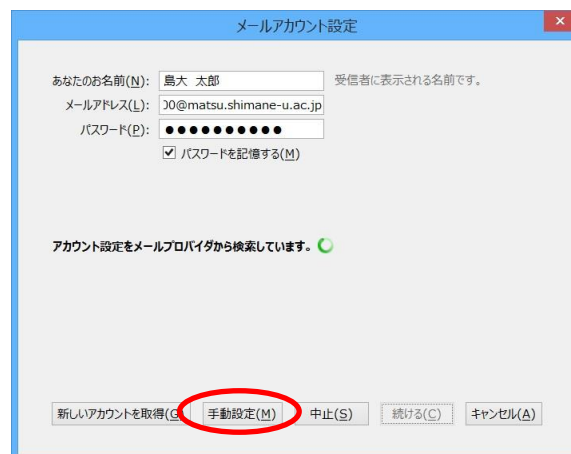 メールアカウント設定
あなたのお名前(N): 島大 太郎 受信者に表示される名前です。
メールアドレス(L): 00@matsu.shimane-u.ac.jp
パスワード(P): ●●●●●●●●●●
パスワードを記憶する(M)
アカウント設定をメールプロバイダから検索しています。
新しいアカウントを取得(G) 手動設定(M) 中止(S) 続ける(C) キャンセル(A)